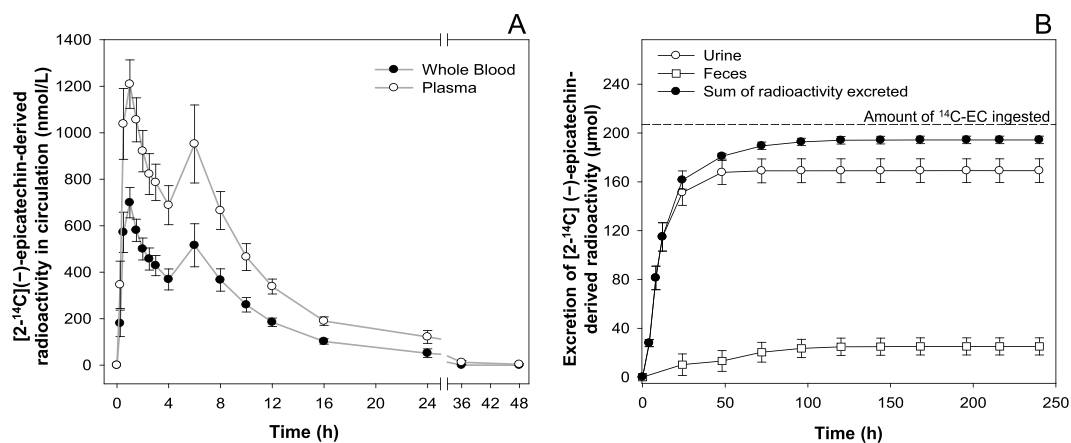 A
[2-¹⁴C](−)-epicatechin-derived
radioactivity in circulation (nmol/L)
1400
1200
1000
800
600
400
200
0
Whole Blood
Plasma
0 4 8 12 16 20 24 36 42 48
Time (h)
B
Excretion of [2-¹⁴C] (−)-epicatechin-
derived radioactivity (µmol)
240
200
160
120
80
40
0
Urine
Feces
Sum of radioactivity excreted
Amount of ¹⁴C-EC ingested
0 50 100 150 200 250
Time (h)